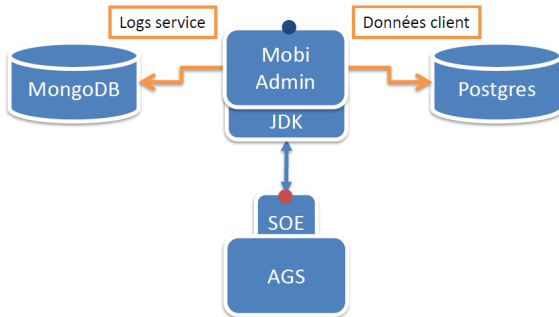 Logs service
Données client
MongoDB
Mobi
Admin
Postgres
JDK
SOE
AGS